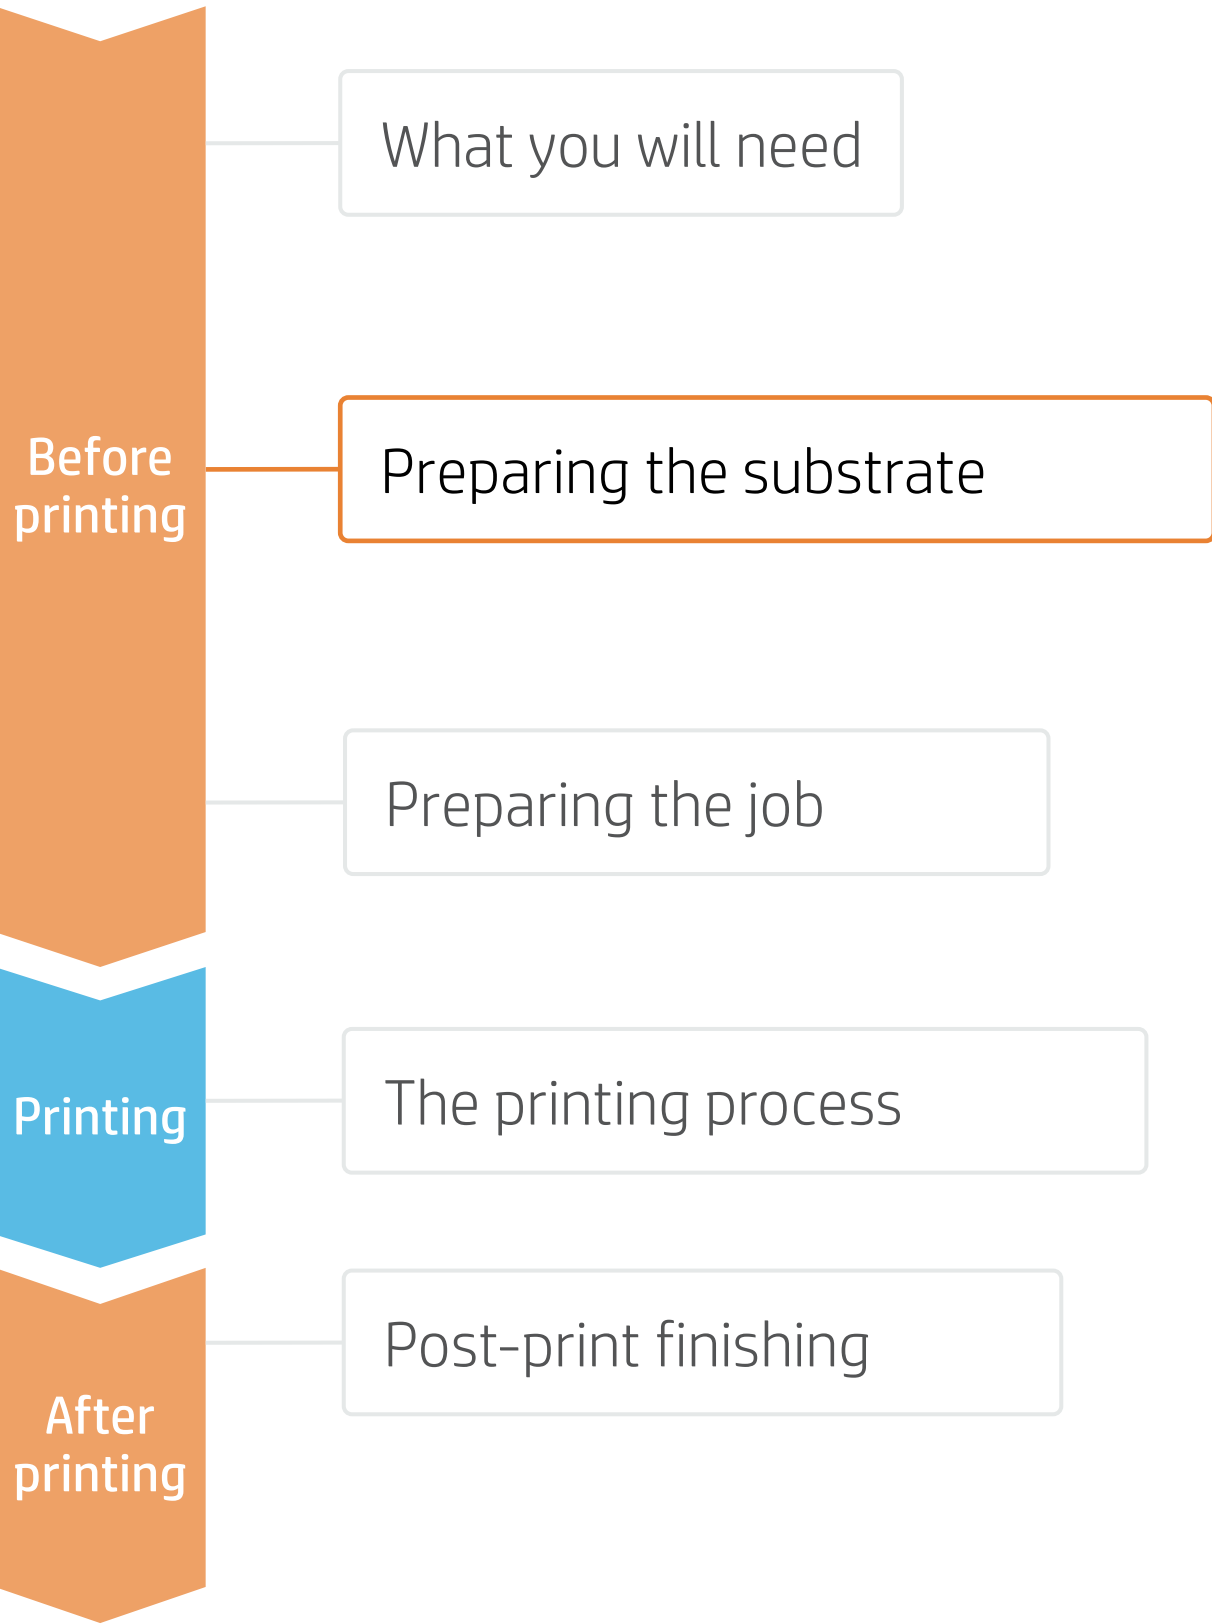 What you will need
Before
printing
Preparing the substrate
Preparing the job
Printing
The printing process
After
printing
Post-print finishing